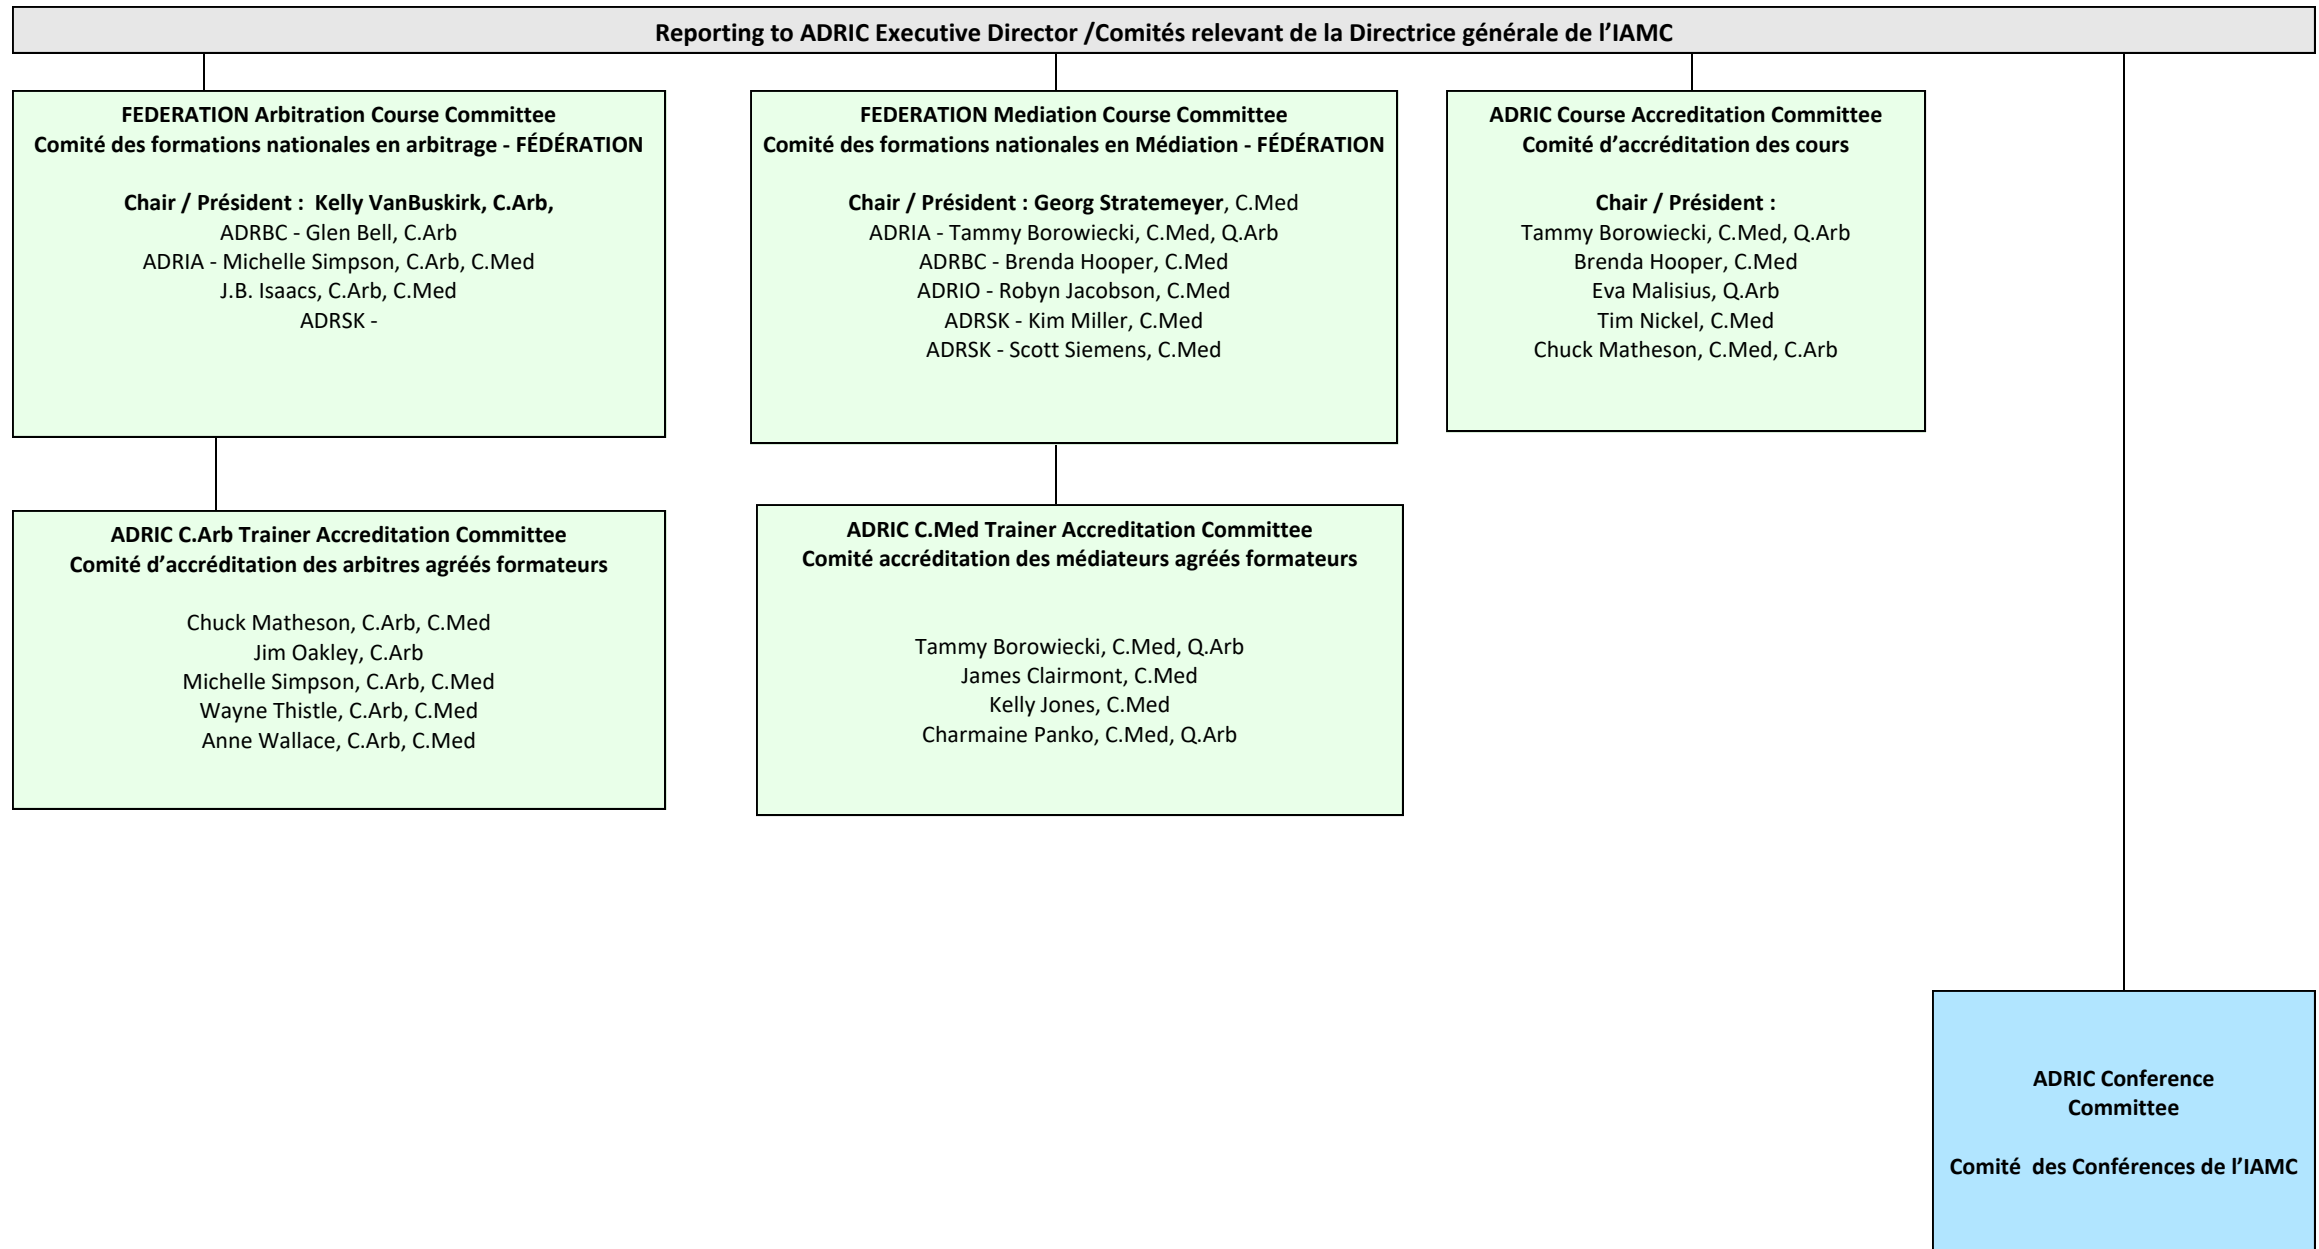 Reporting to ADRIC Executive Director /Comités relevant de la Directrice générale de l’IAMC
FEDERATION Arbitration Course Committee
Comité des formations nationales en arbitrage - FÉDÉRATION
Chair / Président :  Kelly VanBuskirk, C.Arb,
ADRBC - Glen Bell, C.Arb
ADRIA - Michelle Simpson, C.Arb, C.Med
J.B. Isaacs, C.Arb, C.Med
ADRSK -
FEDERATION Mediation Course Committee
Comité des formations nationales en Médiation - FÉDÉRATION
Chair / Président : Georg Stratemeyer, C.Med
ADRIA - Tammy Borowiecki, C.Med, Q.Arb
ADRBC - Brenda Hooper, C.Med
ADRIO - Robyn Jacobson, C.Med
ADRSK - Kim Miller, C.Med
ADRSK - Scott Siemens, C.Med
ADRIC Course Accreditation Committee
Comité d’accréditation des cours
Chair / Président :
Tammy Borowiecki, C.Med, Q.Arb
Brenda Hooper, C.Med
Eva Malisius, Q.Arb
Tim Nickel, C.Med
Chuck Matheson, C.Med, C.Arb
ADRIC C.Arb Trainer Accreditation Committee
Comité d’accréditation des arbitres agréés formateurs
Chuck Matheson, C.Arb, C.Med
Jim Oakley, C.Arb
Michelle Simpson, C.Arb, C.Med
Wayne Thistle, C.Arb, C.Med
Anne Wallace, C.Arb, C.Med
ADRIC C.Med Trainer Accreditation Committee
Comité accréditation des médiateurs agréés formateurs
Tammy Borowiecki, C.Med, Q.Arb
James Clairmont, C.Med
Kelly Jones, C.Med
Charmaine Panko, C.Med, Q.Arb
ADRIC Conference
Committee
Comité  des Conférences de l’IAMC